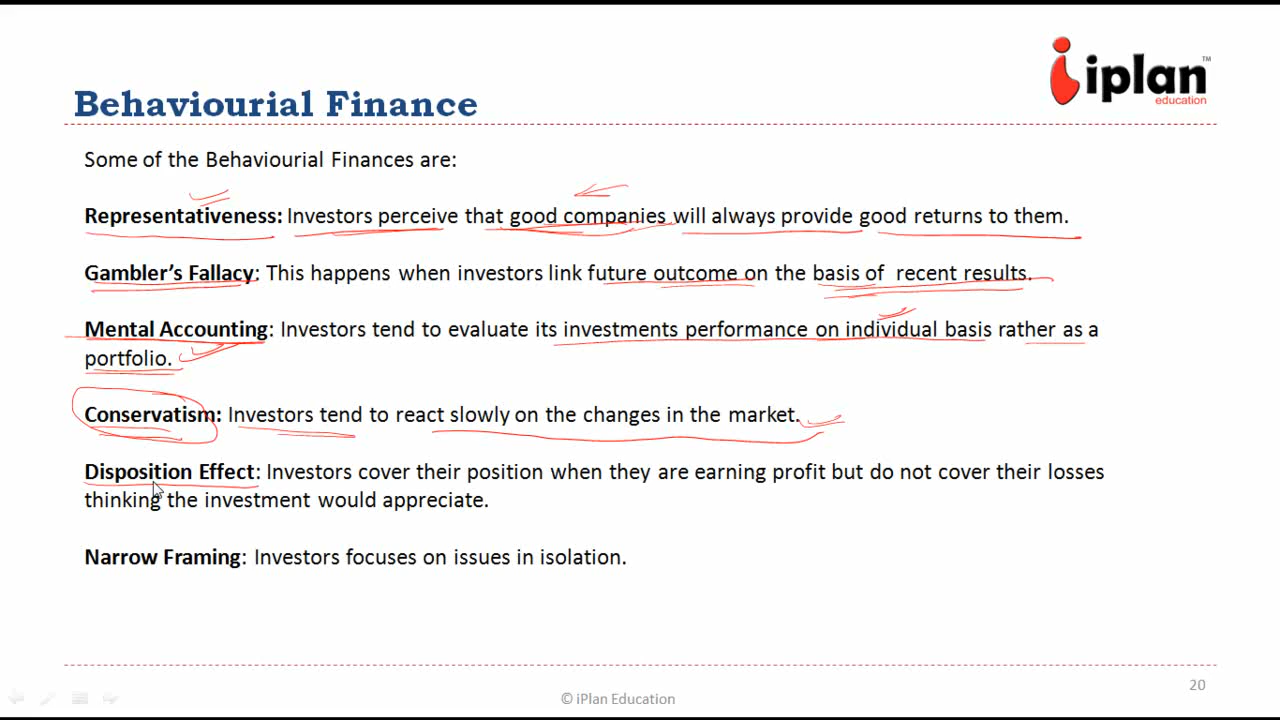 iplan™
education
Behaviourial Finance
Some of the Behaviourial Finances are:
Representativeness: Investors perceive that good companies will always provide good returns to them.
Gambler's Fallacy: This happens when investors link future outcome on the basis of recent results.
Mental Accounting: Investors tend to evaluate its investments performance on individual basis rather as a
portfolio.
Conservatism: Investors tend to react slowly on the changes in the market.
Disposition Effect: Investors cover their position when they are earning profit but do not cover their losses
thinking the investment would appreciate.
Narrow Framing: Investors focuses on issues in isolation.
© iPlan Education
20